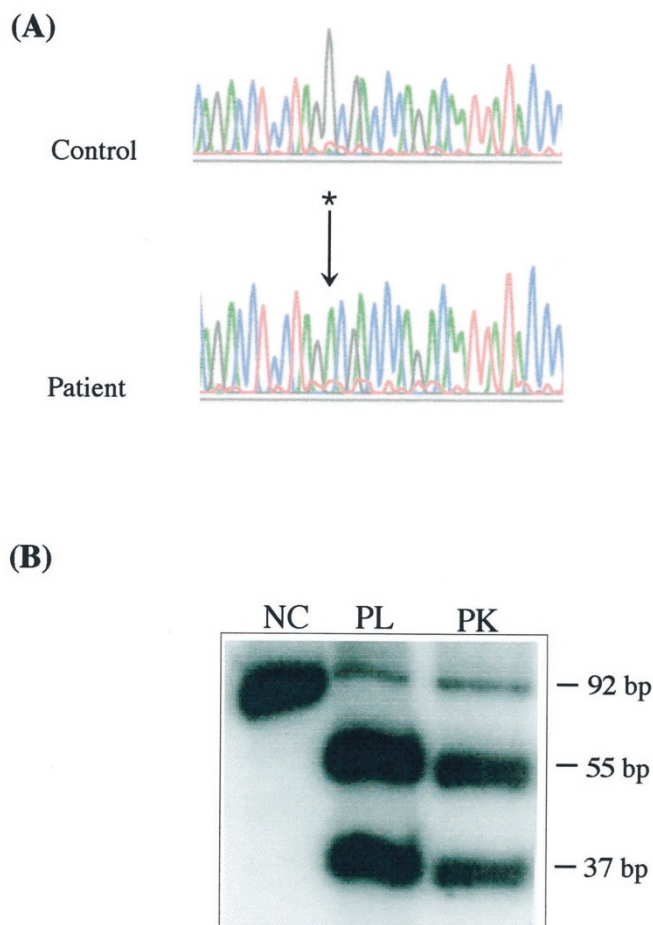 (A)
Control
*
Patient
(B)
NC PL PK
– 92 bp
– 55 bp
– 37 bp